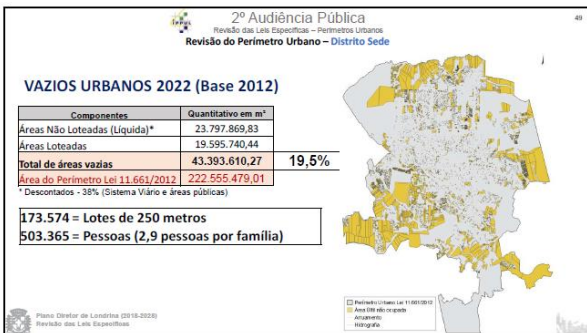 IPPUL
2º Audiência Pública
49
Revisão das Leis Específicas – Perímetros Urbanos
Revisão do Perímetro Urbano – Distrito Sede
VAZIOS URBANOS 2022 (Base 2012)
Componentes Quantitativo em m²
Áreas Não Loteadas (Líquida)* 23.797.869,83
Áreas Loteadas 19.595.740,44
Total de áreas vazias 43.393.610,27 19,5%
Área do Perímetro Lei 11.661/2012 222.555.479,01
* Descontados - 38% (Sistema Viário e áreas públicas)
173.574 = Lotes de 250 metros
503.365 = Pessoas (2,9 pessoas por família)
Perímetro Urbano Lei 11.661/2012
não ocupada
Arruamento
Hidrografia
Plano Diretor de Londrina (2018-2028)
Revisão das Leis Específicas